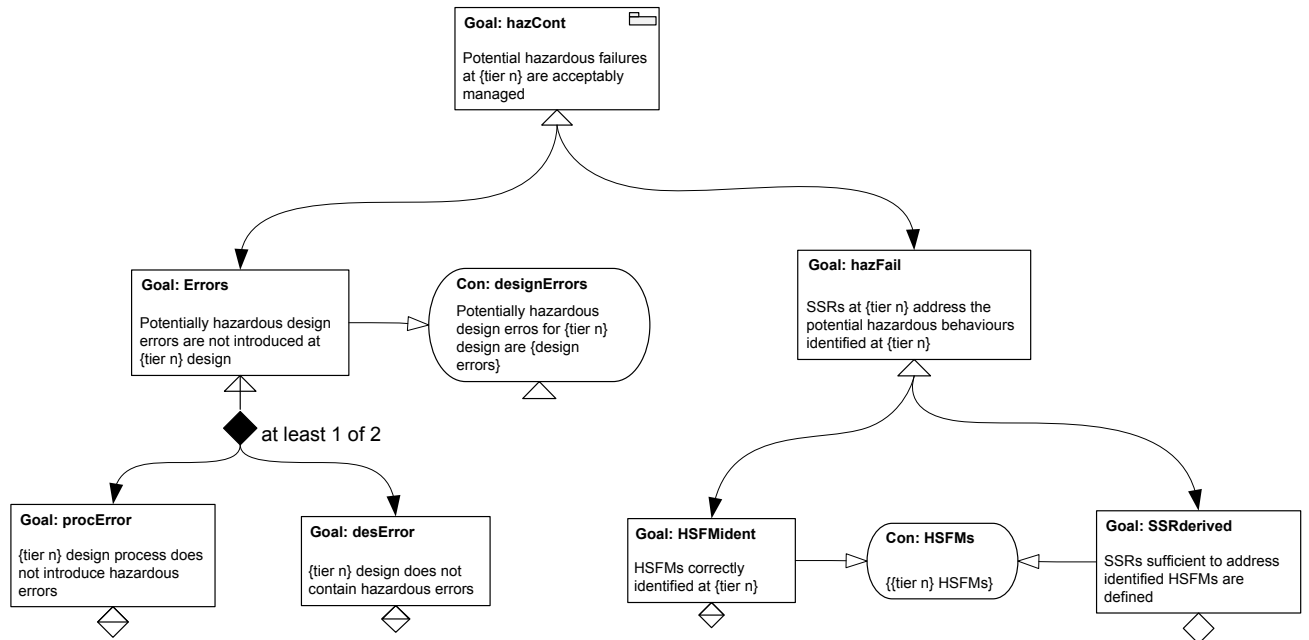 Goal: hazCont
Potential hazardous failures
at {tier n} are acceptably
managed
Goal: Errors
Potentially hazardous design
errors are not introduced at
{tier n} design
Con: designErrors
Potentially hazardous
design erros for {tier n}
design are {design
errors}
Goal: hazFail
SSRs at {tier n} address the
potential hazardous behaviours
identified at {tier n}
at least 1 of 2
Goal: procError
{tier n} design process does
not introduce hazardous
errors
Goal: desError
{tier n} design does not
contain hazardous errors
Goal: HSFMident
HSFMs correctly
identified at {tier n}
Con: HSFMs
{{tier n} HSFMs}
Goal: SSRderived
SSRs sufficient to address
identified HSFMs are
defined